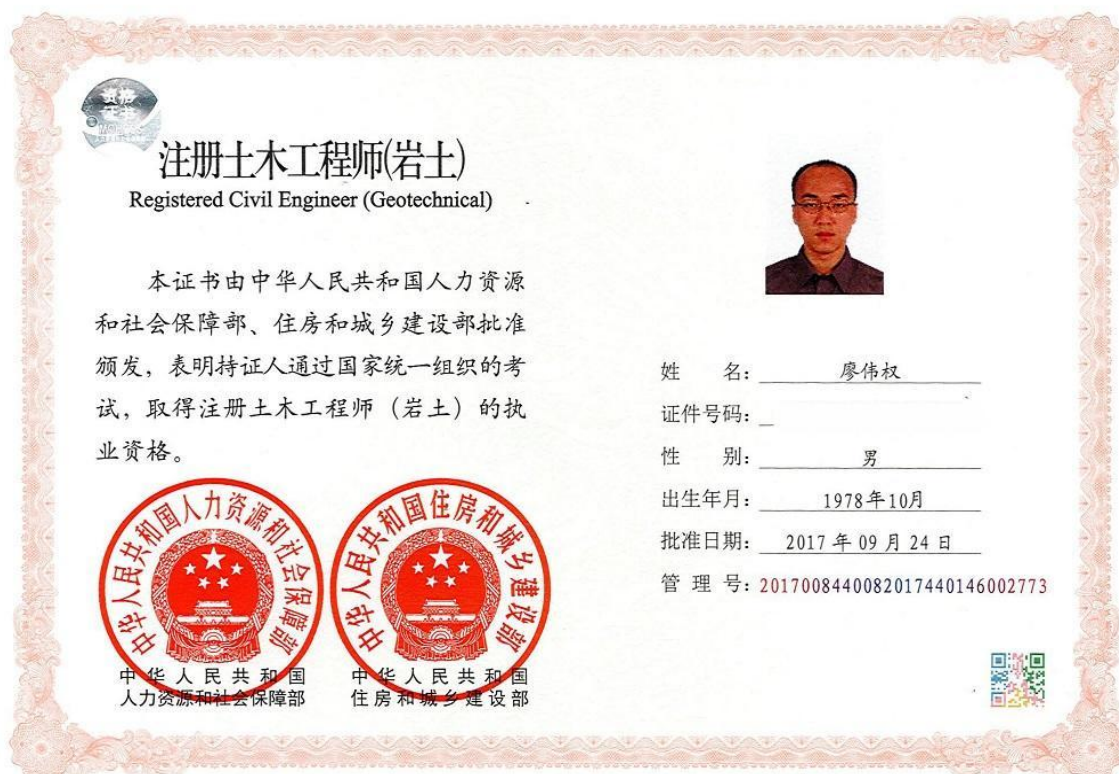 资格
证书
注册土木工程师(岩土)
Registered Civil Engineer (Geotechnical)
本证书由中华人民共和国人力资源
和社会保障部、住房和城乡建设部批准
颁发，表明持证人通过国家统一组织的考
试，取得注册土木工程师（岩土）的执
业资格。
中华人民共和国人力资源和社会保障部
中华人民共和国住房和城乡建设部
中华人民共和国
人力资源和社会保障部
中华人民共和国
住房和城乡建设部
姓 名：廖伟权
证件号码：
性 别：男
出生年月：1978年10月
批准日期：2017年09月24日
管 理 号：2017008440082017440146002773